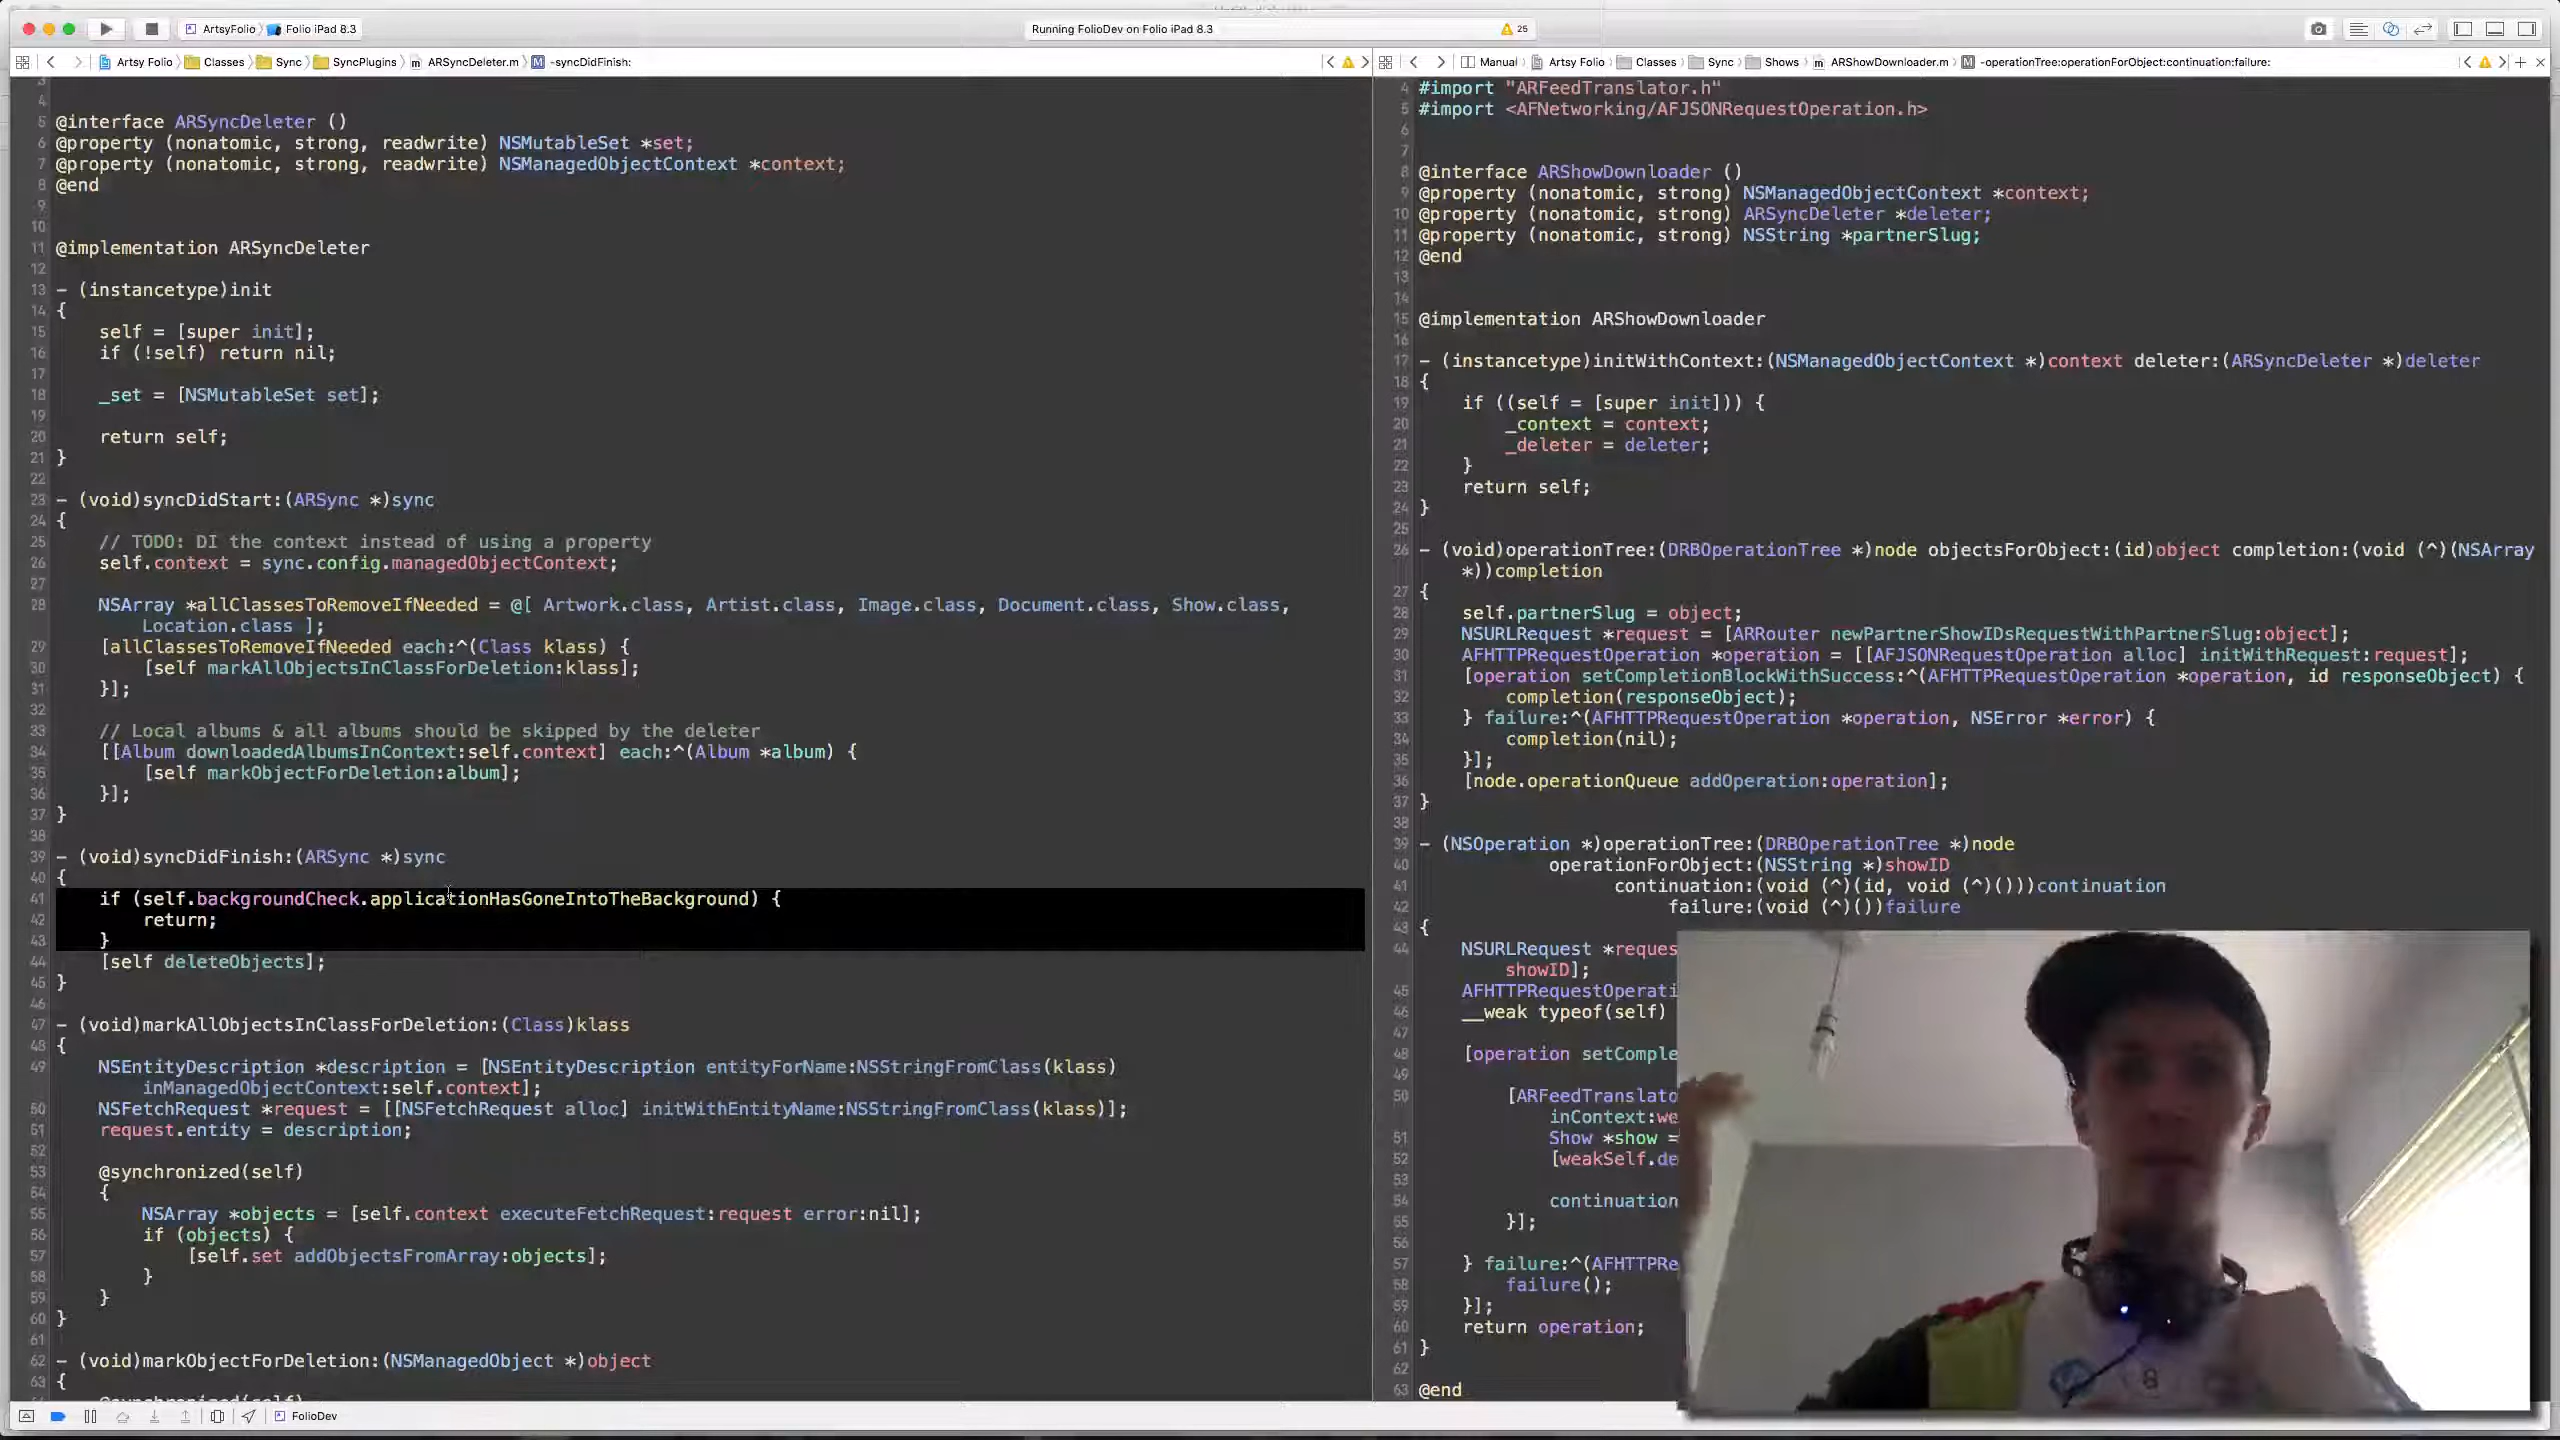 ArtsyFolio Folio iPad 8.3
Running FolioDev on Folio iPad 8.3
25
Artsy Folio Classes Sync SyncPlugins ARSyncDeleter.m -syncDidFinish:
4
5 @interface ARSyncDeleter ()
6 @property (nonatomic, strong, readwrite) NSMutableSet *set;
7 @property (nonatomic, strong, readwrite) NSManagedObjectContext *context;
8 @end
9
10
11 @implementation ARSyncDeleter
12
13 - (instancetype)init
14 {
15 self = [super init];
16 if (!self) return nil;
17
18 _set = [NSMutableSet set];
19
20 return self;
21 }
22
23 - (void)syncDidStart:(ARSync *)sync
24 {
25 // TODO: DI the context instead of using a property
26 self.context = sync.config.managedObjectContext;
27
28 NSArray *allClassesToRemoveIfNeeded = @[ Artwork.class, Artist.class, Image.class, Document.class, Show.class,
Location.class ];
29 [allClassesToRemoveIfNeeded each:^(Class klass) {
30 [self markAllObjectsInClassForDeletion:klass];
31 }];
32
33 // Local albums & all albums should be skipped by the deleter
34 [[Album downloadedAlbumsInContext:self.context] each:^(Album *album) {
35 [self markObjectForDeletion:album];
36 }];
37 }
38
39 - (void)syncDidFinish:(ARSync *)sync
40 {
41 if (self.backgroundCheck.applicationHasGoneIntoTheBackground) {
42 return;
43 }
44 [self deleteObjects];
45 }
46
47 - (void)markAllObjectsInClassForDeletion:(Class)klass
48 {
49 NSEntityDescription *description = [NSEntityDescription entityForName:NSStringFromClass(klass)
inManagedObjectContext:self.context];
50 NSFetchRequest *request = [[NSFetchRequest alloc] initWithEntityName:NSStringFromClass(klass)];
51 request.entity = description;
52
53 @synchronized(self)
54 {
55 NSArray *objects = [self.context executeFetchRequest:request error:nil];
56 if (objects) {
57 [self.set addObjectsFromArray:objects];
58 }
59 }
60 }
61
62 - (void)markObjectForDeletion:(NSManagedObject *)object
63 {
FolioDev
Manual Artsy Folio Classes Sync Shows ARShowDownloader.m -operationTree:operationForObject:continuation:failure:
4 #import "ARFeedTranslator.h"
5 #import <AFNetworking/AFJSONRequestOperation.h>
6
7
8 @interface ARShowDownloader ()
9 @property (nonatomic, strong) NSManagedObjectContext *context;
10 @property (nonatomic, strong) ARSyncDeleter *deleter;
11 @property (nonatomic, strong) NSString *partnerSlug;
12 @end
13
14
15 @implementation ARShowDownloader
16
17 - (instancetype)initWithContext:(NSManagedObjectContext *)context deleter:(ARSyncDeleter *)deleter
18 {
19 if ((self = [super init])) {
20 _context = context;
21 _deleter = deleter;
22 }
23 return self;
24 }
25
26 - (void)operationTree:(DRBOperationTree *)node objectsForObject:(id)object completion:(void (^)(NSArray
*))completion
27 {
28 self.partnerSlug = object;
29 NSURLRequest *request = [ARRouter newPartnerShowIDsRequestWithPartnerSlug:object];
30 AFHTTPRequestOperation *operation = [[AFJSONRequestOperation alloc] initWithRequest:request];
31 [operation setCompletionBlockWithSuccess:^(AFHTTPRequestOperation *operation, id responseObject) {
32 completion(responseObject);
33 } failure:^(AFHTTPRequestOperation *operation, NSError *error) {
34 completion(nil);
35 }];
36 [node.operationQueue addOperation:operation];
37 }
38
39 - (NSOperation *)operationTree:(DRBOperationTree *)node
40 operationForObject:(NSString *)showID
41 continuation:(void (^)(id, void (^)()))continuation
42 failure:(void (^)())failure
43 {
44 NSURLRequest *reques
showID];
45 AFHTTPRequestOperati
46 __weak typeof(self)
47
48 [operation setComple
49
50 [ARFeedTranslato
inContext:we
51 Show *show =
52 [weakSelf.de
53
54 continuation
55 }];
56
57 } failure:^(AFHTTPRe
58 failure();
59 }];
60 return operation;
61 }
62
63 @end
8